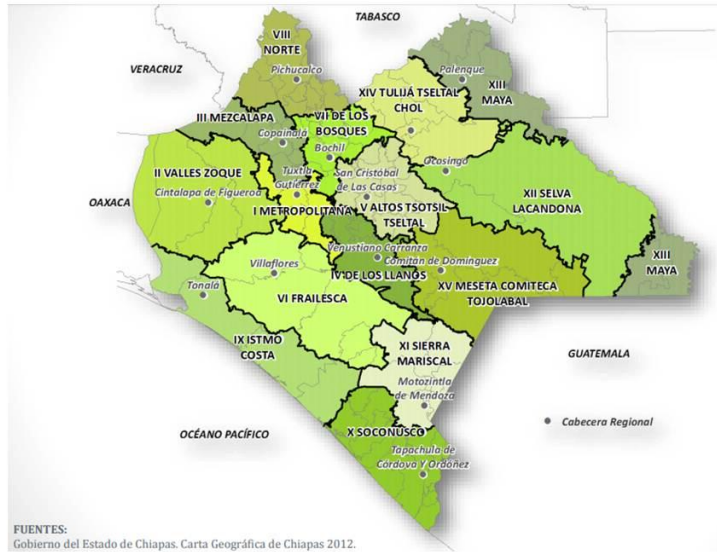 TABASCO
VIII
NORTE
Pichucalco
VERACRUZ
Palenque
XIII
MAYA
XIV TULIJÁ TSELTAL
CHOL
III MEZCALAPA
Copainalá
VII DE LOS
BOSQUES
Bochil
Ocosingo
II VALLES ZOQUE
Cintalapa de Figueroa
Tuxtla
Gutiérrez
San Cristóbal
de Las Casas
XII SELVA
LACANDONA
OAXACA
I METROPOLITANA
V ALTOS TSOTSIL
TSELTAL
Venustiano Carranza
Comitán de Domínguez
XIII
MAYA
Villaflores
IV DE LOS LLANOS
XV MESETA COMITECA
TOJOLABAL
Tonalá
VI FRAILESCA
IX ISTMO
COSTA
XI SIERRA
MARISCAL
GUATEMALA
Motozintla
de Mendoza
Cabecera Regional
OCÉANO PACÍFICO
X SOCONUSCO
Tapachula de
Córdova Y Ordóñez
FUENTES:
Gobierno del Estado de Chiapas. Carta Geográfica de Chiapas 2012.